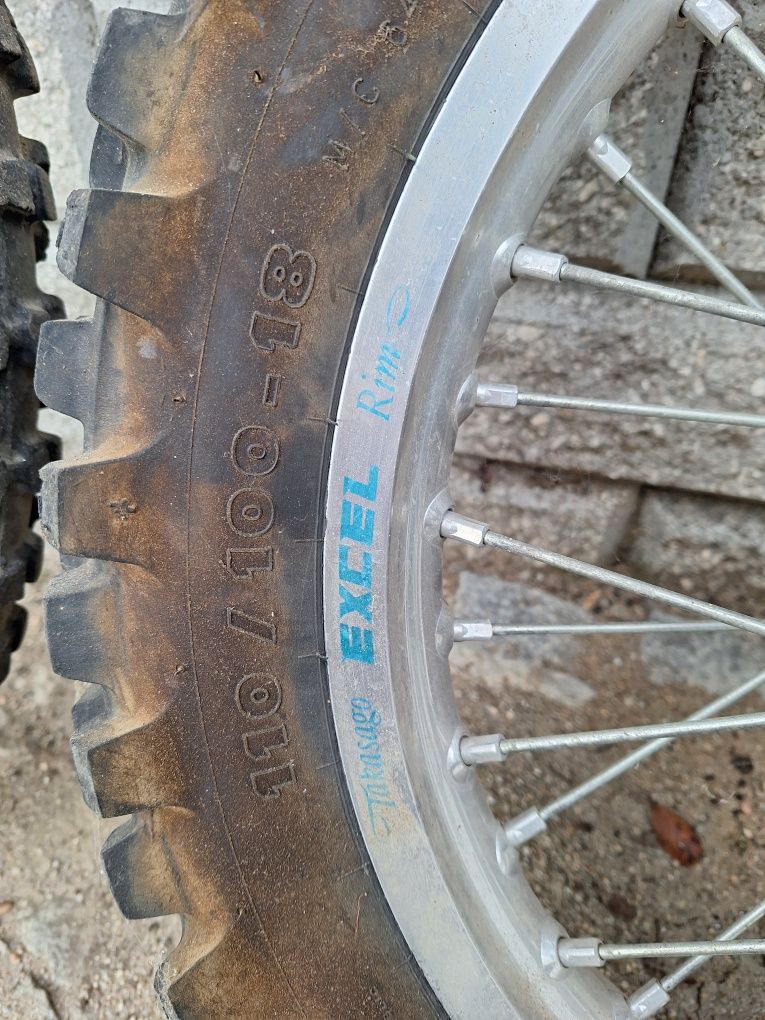 110 / 100 - 18
M/C
Takasago EXCEL Rim